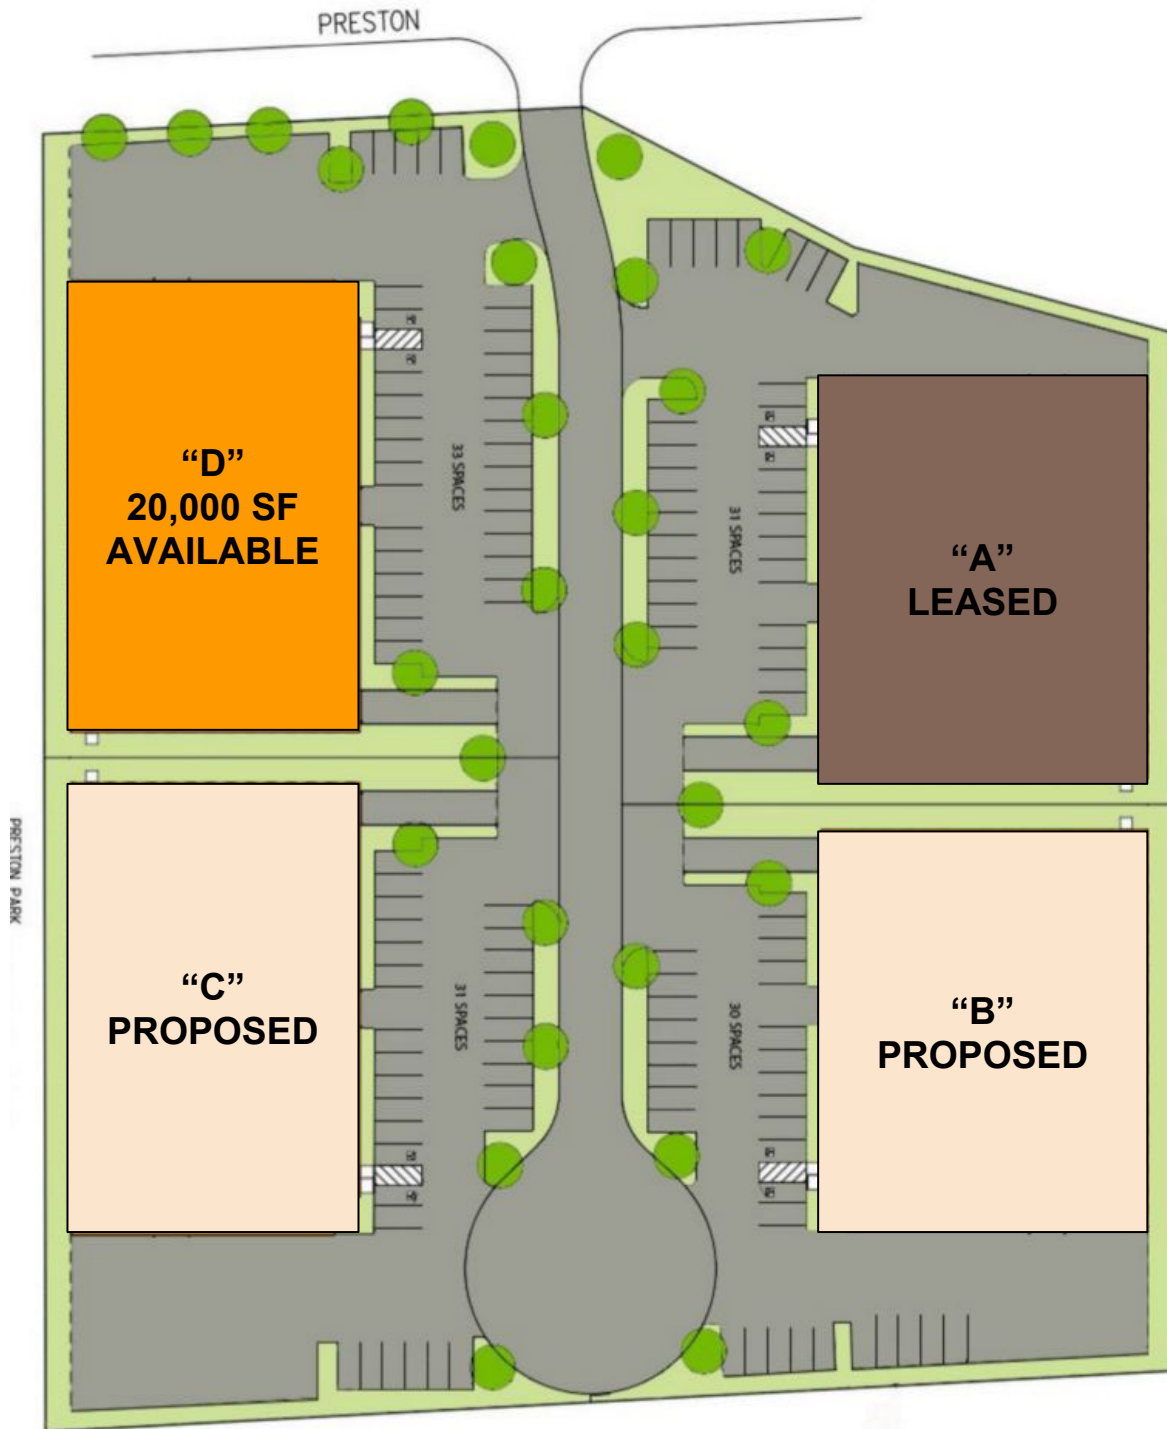 PRESTON
“D”
20,000 SF
AVAILABLE
33 SPACES
31 SPACES
“A”
LEASED
PRESTON PARK
“C”
PROPOSED
31 SPACES
30 SPACES
“B”
PROPOSED